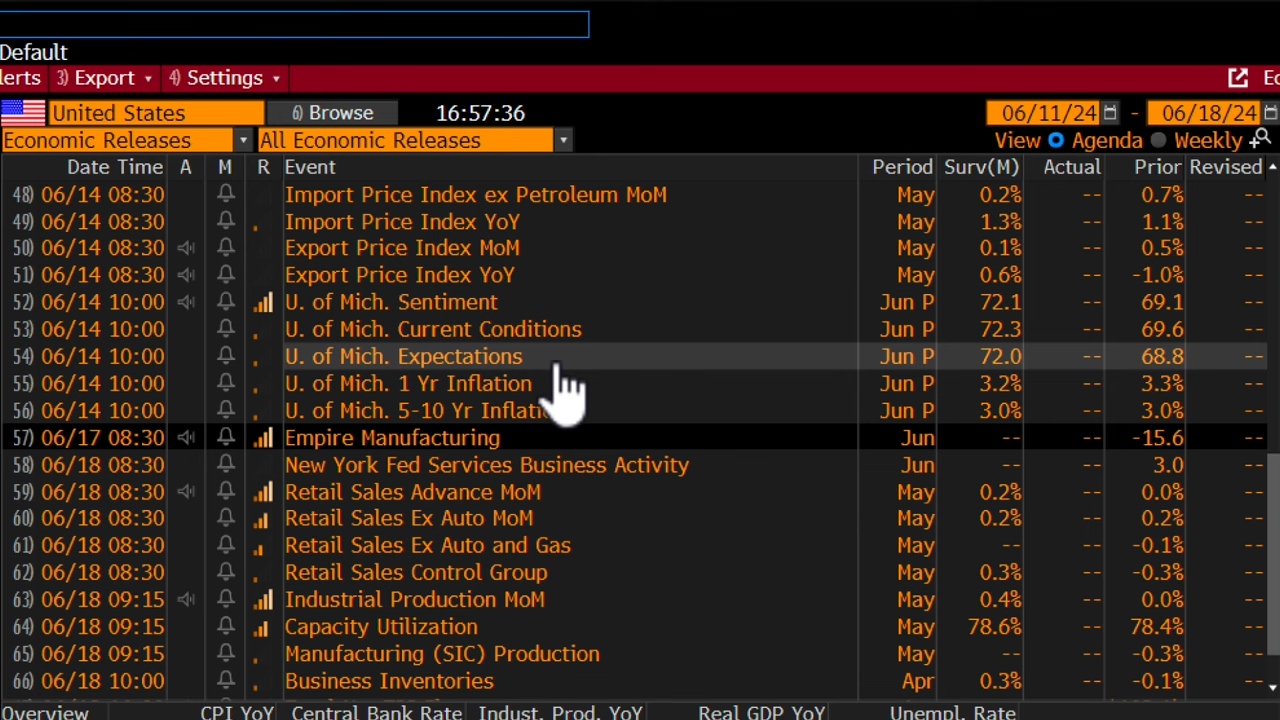 Default
lerts 3) Export 4) Settings Ec
United States 6) Browse 16:57:36 06/11/24 - 06/18/24
Economic Releases All Economic Releases View Agenda Weekly
Date Time A M R Event Period Surv(M) Actual Prior Revised
48) 06/14 08:30 Import Price Index ex Petroleum MoM May 0.2% -- 0.7% --
49) 06/14 08:30 Import Price Index YoY May 1.3% -- 1.1% --
50) 06/14 08:30 Export Price Index MoM May 0.1% -- 0.5% --
51) 06/14 08:30 Export Price Index YoY May 0.6% -- -1.0% --
52) 06/14 10:00 U. of Mich. Sentiment Jun P 72.1 -- 69.1 --
53) 06/14 10:00 U. of Mich. Current Conditions Jun P 72.3 -- 69.6 --
54) 06/14 10:00 U. of Mich. Expectations Jun P 72.0 -- 68.8 --
55) 06/14 10:00 U. of Mich. 1 Yr Inflation Jun P 3.2% -- 3.3% --
56) 06/14 10:00 U. of Mich. 5-10 Yr Inflati Jun P 3.0% -- 3.0% --
57) 06/17 08:30 Empire Manufacturing Jun -- -- -15.6 --
58) 06/18 08:30 New York Fed Services Business Activity Jun -- -- 3.0 --
59) 06/18 08:30 Retail Sales Advance MoM May 0.2% -- 0.0% --
60) 06/18 08:30 Retail Sales Ex Auto MoM May 0.2% -- 0.2% --
61) 06/18 08:30 Retail Sales Ex Auto and Gas May -- -- -0.1% --
62) 06/18 08:30 Retail Sales Control Group May 0.3% -- -0.3% --
63) 06/18 09:15 Industrial Production MoM May 0.4% -- 0.0% --
64) 06/18 09:15 Capacity Utilization May 78.6% -- 78.4% --
65) 06/18 09:15 Manufacturing (SIC) Production May -- -- -0.3% --
66) 06/18 10:00 Business Inventories Apr 0.3% -- -0.1% --
Overview CPI YoY Central Bank Rate Indust. Prod. YoY Real GDP YoY Unempl. Rate